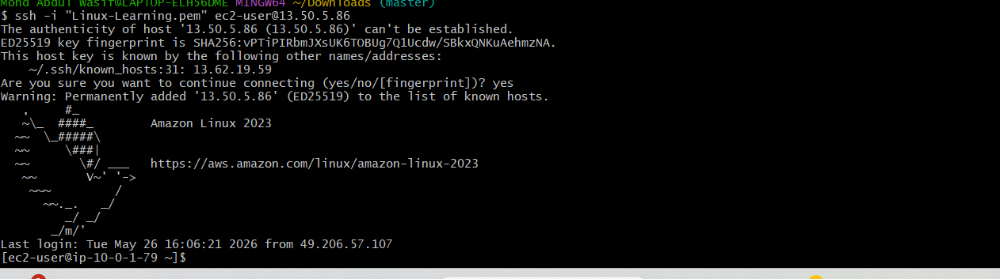 Mohd Abdul Wasif@LAPTOP-ELH56DME MINGW64 ~/Downloads (master)
$ ssh -i "Linux-Learning.pem" ec2-user@13.50.5.86
The authenticity of host '13.50.5.86 (13.50.5.86)' can't be established.
ED25519 key fingerprint is SHA256:vPTiPIRbmJXsUK6TOBUg7Q1Ucdw/SBkxQNKuAehmzNA.
This host key is known by the following other names/addresses:
    ~/.ssh/known_hosts:31: 13.62.19.59
Are you sure you want to continue connecting (yes/no/[fingerprint])? yes
Warning: Permanently added '13.50.5.86' (ED25519) to the list of known hosts.
   ,     #_
   ~\_  ####_        Amazon Linux 2023
  ~~  \_#####\
  ~~     \###|
  ~~       \#/ ___   https://aws.amazon.com/linux/amazon-linux-2023
   ~~       V~' '->
    ~~~         /
      ~~._.   _/
         _/ _/
       _/m/'
Last login: Tue May 26 16:06:21 2026 from 49.206.57.107
[ec2-user@ip-10-0-1-79 ~]$